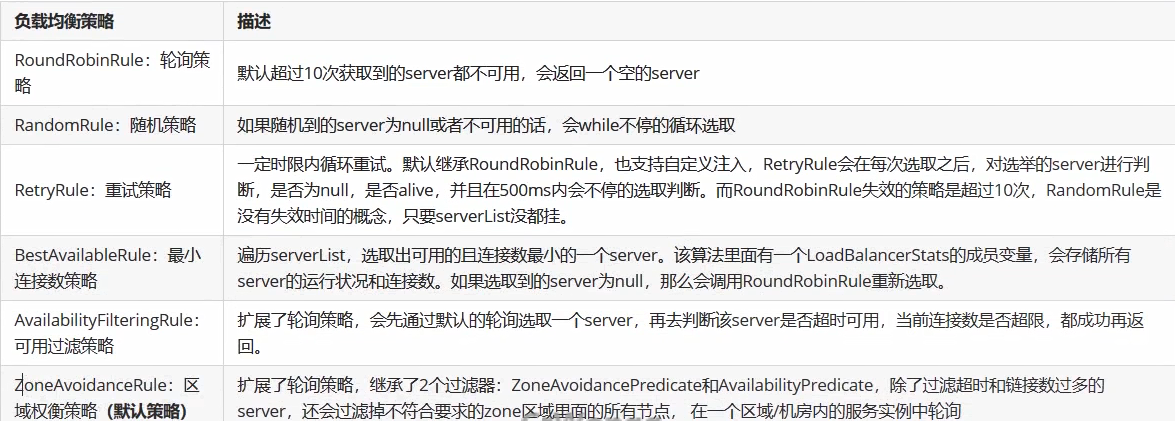 负载均衡策略
描述
RoundRobinRule：轮询策
略
默认超过10次获取到的server都不可用，会返回一个空的server
RandomRule：随机策略
如果随机到的server为null或者不可用的话，会while不停的循环选取
RetryRule：重试策略
一定时限内循环重试。默认继承RoundRobinRule，也支持自定义注入，RetryRule会在每次选取之后，对选举的server进行判
断，是否为null，是否alive，并且在500ms内会不停的选取判断。而RoundRobinRule失效的策略是超过10次，RandomRule是
没有失效时间的概念，只要serverList没都挂。
BestAvailableRule：最小
连接数策略
遍历serverList，选取出可用的且连接数最小的一个server。该算法里面有一个LoadBalancerStats的成员变量，会存储所有
server的运行状况和连接数。如果选取到的server为null，那么会调用RoundRobinRule重新选取。
AvailabilityFilteringRule：
可用过滤策略
扩展了轮询策略，会先通过默认的轮询选取一个server，再去判断该server是否超时可用，当前连接数是否超限，都成功再返
回。
ZoneAvoidanceRule：区
域权衡策略（默认策略）
扩展了轮询策略，继承了2个过滤器：ZoneAvoidancePredicate和AvailabilityPredicate，除了过滤超时和链接数过多的
server，还会过滤掉不符合要求的zone区域里面的所有节点， 在一个区域/机房内的服务实例中轮询